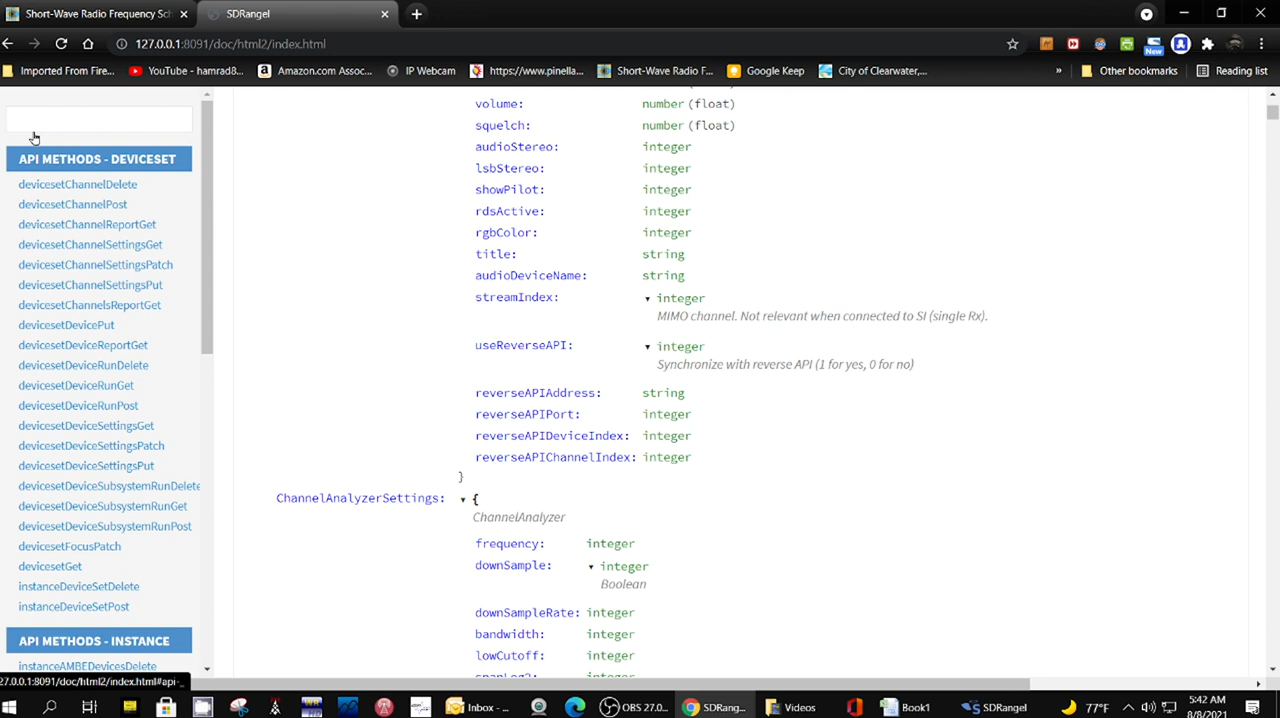 Short-Wave Radio Frequency Sch
SDRangel
127.0.0.1:8091/doc/html2/index.html
New
Imported From Fire...
YouTube - hamrad8...
Amazon.com Assoc...
IP Webcam
https://www.pinella...
Short-Wave Radio F...
Google Keep
City of Clearwater,...
»
Other bookmarks
Reading list
API METHODS - DEVICESET
devicesetChannelDelete
devicesetChannelPost
devicesetChannelReportGet
devicesetChannelSettingsGet
devicesetChannelSettingsPatch
devicesetChannelSettingsPut
devicesetChannelsReportGet
devicesetDevicePut
devicesetDeviceReportGet
devicesetDeviceRunDelete
devicesetDeviceRunGet
devicesetDeviceRunPost
devicesetDeviceSettingsGet
devicesetDeviceSettingsPatch
devicesetDeviceSettingsPut
devicesetDeviceSubsystemRunDelete
devicesetDeviceSubsystemRunGet
devicesetDeviceSubsystemRunPost
devicesetFocusPatch
devicesetGet
instanceDeviceSetDelete
instanceDeviceSetPost
API METHODS - INSTANCE
instanceAMBEDevicesDelete
27.0.0.1:8091/doc/html2/index.html#api-
volume: number (float)
squelch: number (float)
audioStereo: integer
lsbStereo: integer
showPilot: integer
rdsActive: integer
rgbColor: integer
title: string
audioDeviceName: string
streamIndex: integer
MIMO channel. Not relevant when connected to SI (single Rx).
useReverseAPI: integer
Synchronize with reverse API (1 for yes, 0 for no)
reverseAPIAddress: string
reverseAPIPort: integer
reverseAPIDeviceIndex: integer
reverseAPIChannelIndex: integer
}
ChannelAnalyzerSettings: {
ChannelAnalyzer
frequency: integer
downSample: integer
Boolean
downSampleRate: integer
bandwidth: integer
lowCutoff: integer
spanLog2: integer
Inbox - ...
OBS 27.0...
SDRang...
Videos
Book1
SDRangel
77°F
5:42 AM
8/8/2021